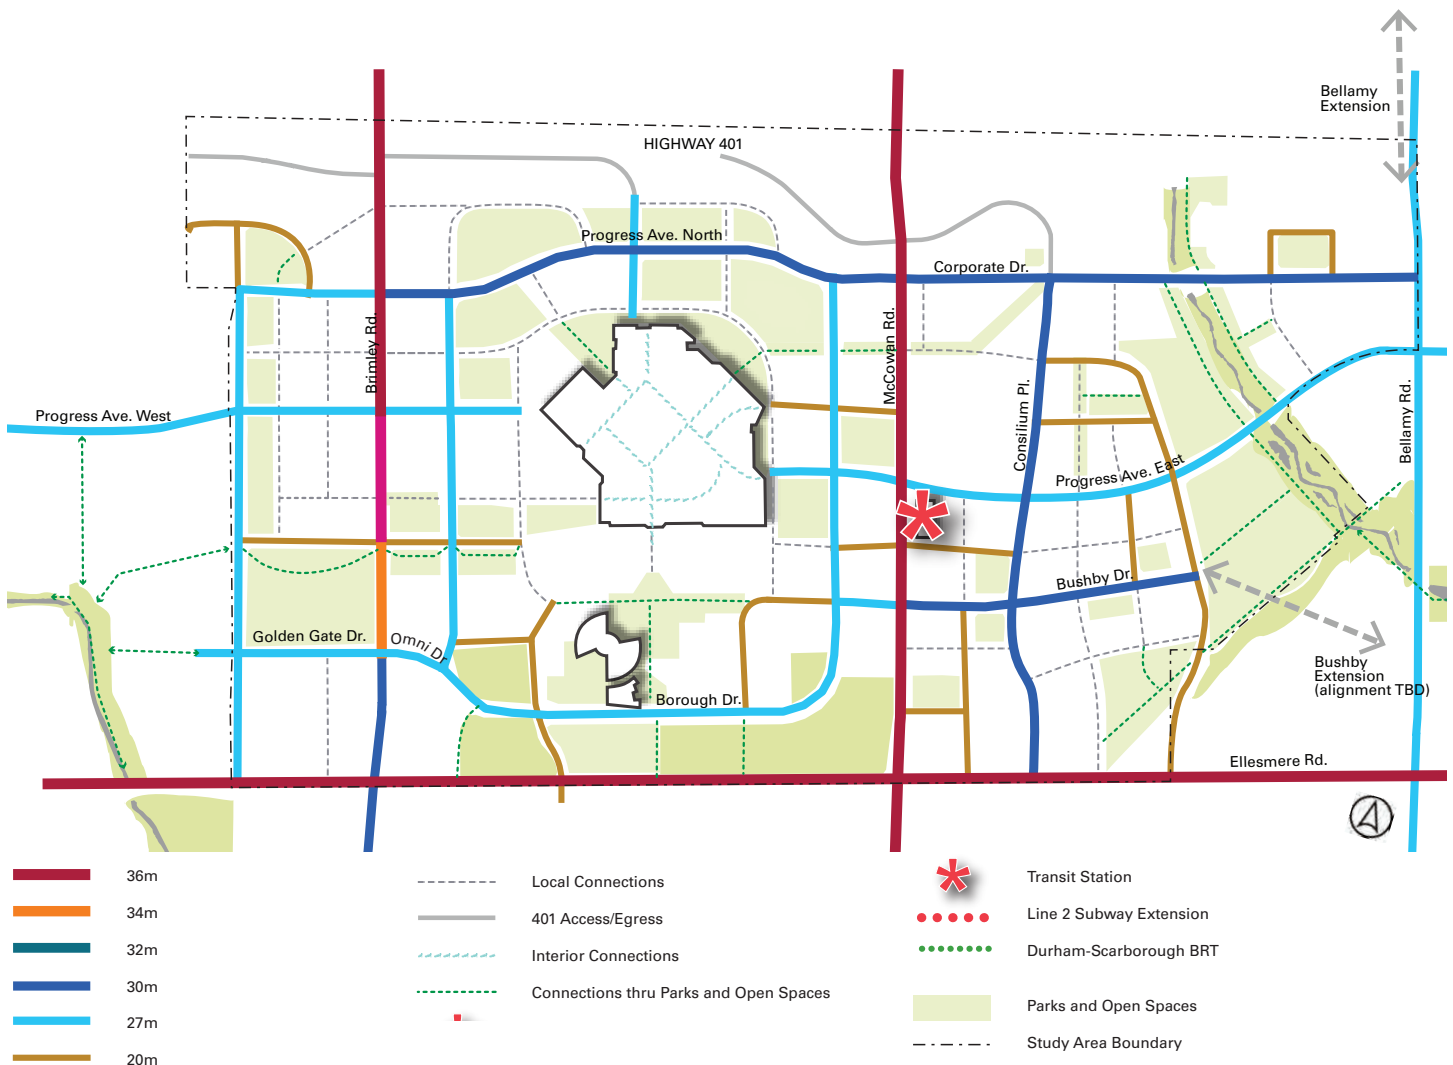 Bellamy
Extension
HIGHWAY 401
Progress Ave. North
Corporate Dr.
Brimley Rd.
McCowan Rd.
Consilium Pl.
Bellamy Rd.
Progress Ave. West
Progress Ave. East
Bushby Dr.
Golden Gate Dr.
Omni Dr
Borough Dr.
Bushby
Extension
(alignment TBD)
Ellesmere Rd.
36m
34m
32m
30m
27m
20m
Local Connections
401 Access/Egress
Interior Connections
Connections thru Parks and Open Spaces
Transit Station
Line 2 Subway Extension
Durham-Scarborough BRT
Parks and Open Spaces
Study Area Boundary